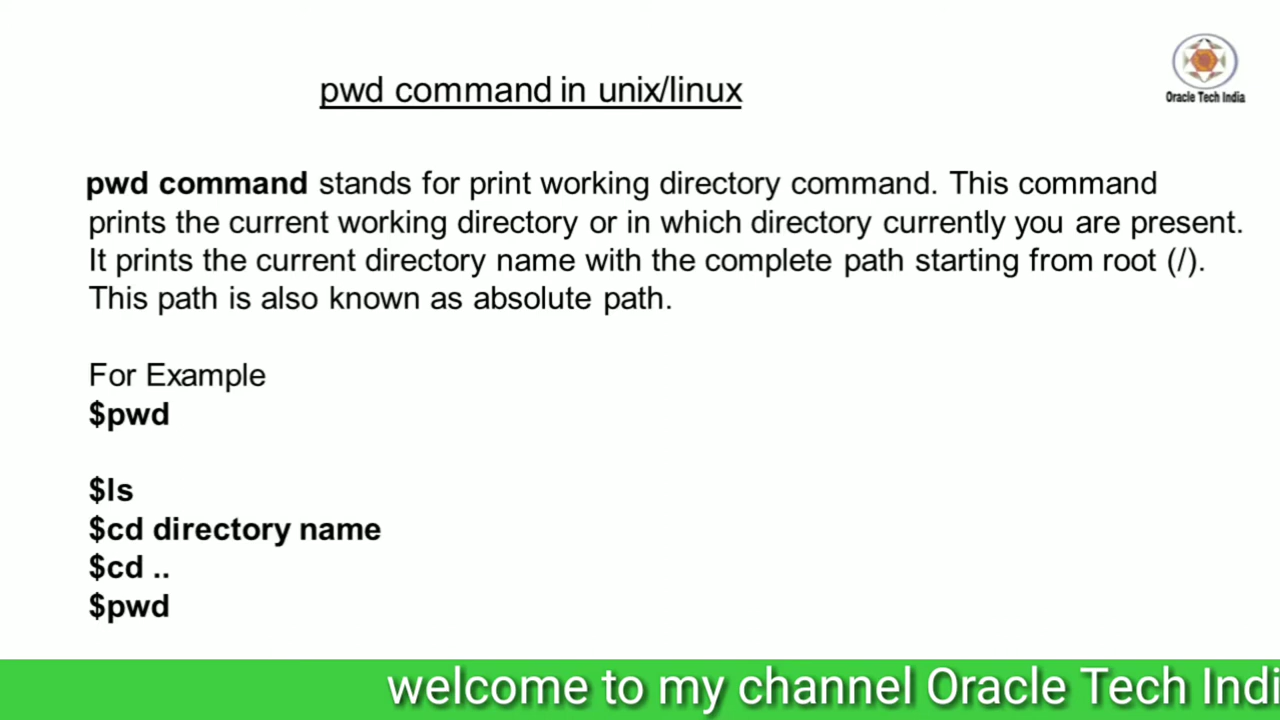 Oracle Tech India
pwd command in unix/linux
pwd command stands for print working directory command. This command
prints the current working directory or in which directory currently you are present.
It prints the current directory name with the complete path starting from root (/).
This path is also known as absolute path.
For Example
$pwd
$ls
$cd directory name
$cd ..
$pwd
welcome to my channel Oracle Tech Indi